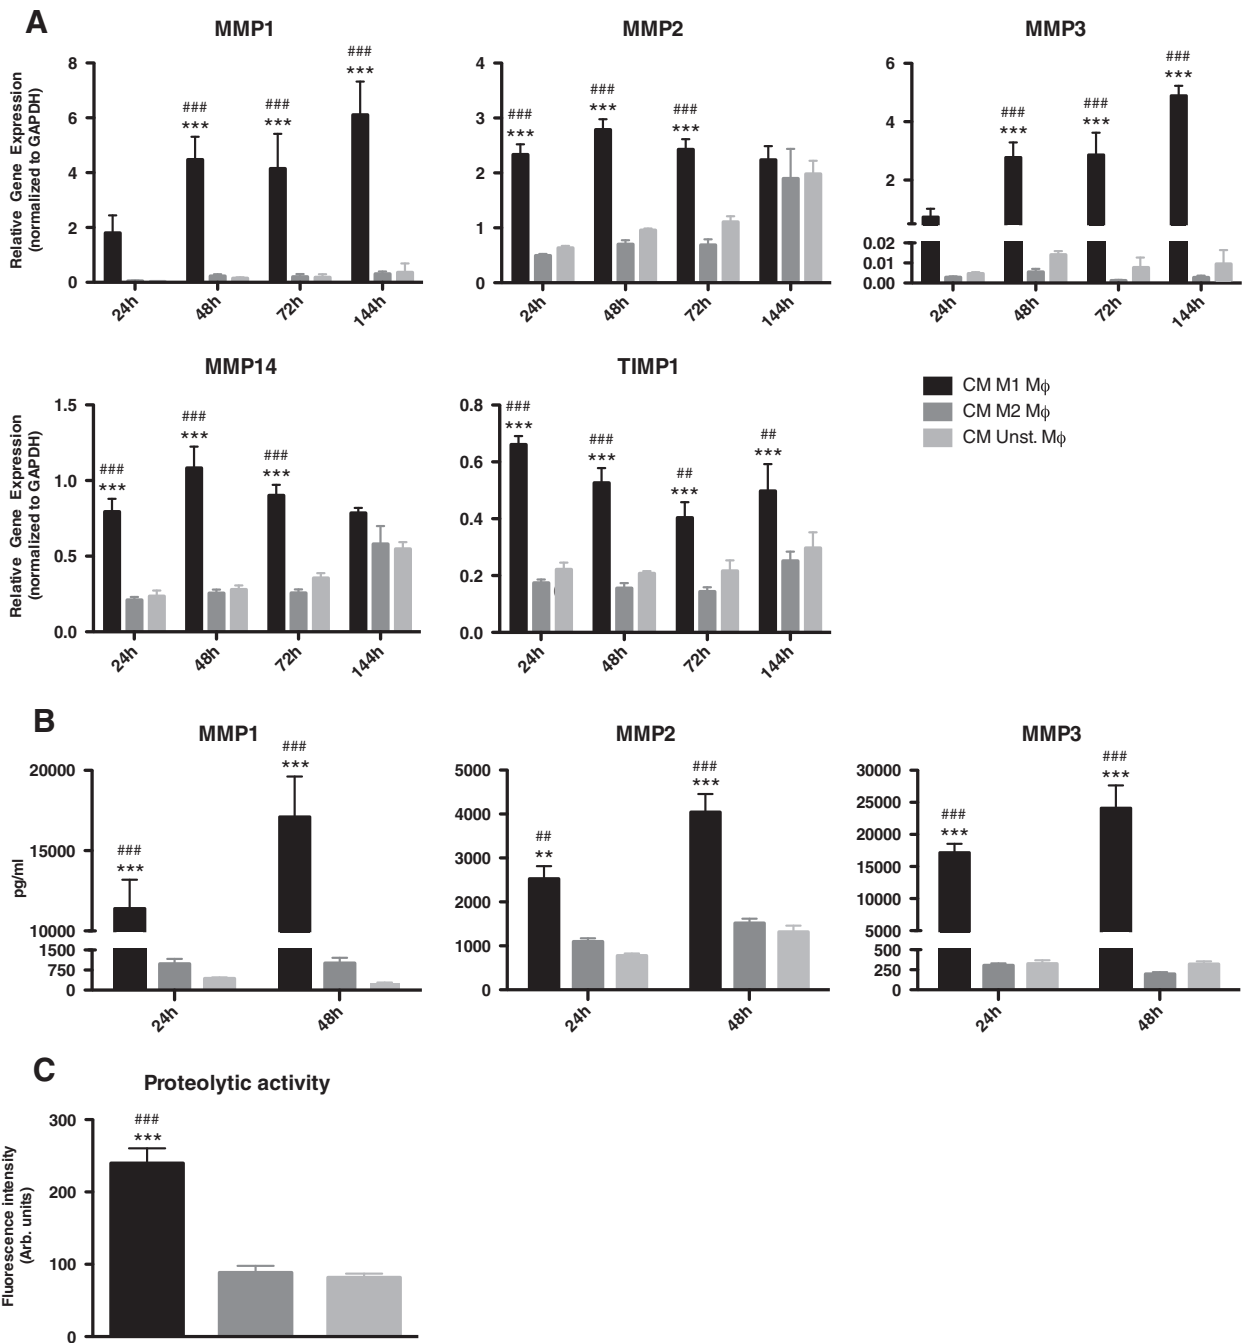 A
MMP1
Relative Gene Expression
(normalized to GAPDH)
8
6
4
2
0
***
###
***
###
***
###
24h
48h
72h
144h
MMP2
4
3
2
1
0
###
***
###
***
###
***
24h
48h
72h
144h
MMP3
6
4
2
0.02
0.01
0.00
###
***
###
***
###
***
24h
48h
72h
144h
MMP14
Relative Gene Expression
(normalized to GAPDH)
1.5
1.0
0.5
0.0
###
***
###
***
###
***
24h
48h
72h
144h
TIMP1
0.8
0.6
0.4
0.2
0.0
###
***
###
***
##
***
##
***
24h
48h
72h
144h
CM M1 Mϕ
CM M2 Mϕ
CM Unst. Mϕ
B
MMP1
pg/ml
20000
15000
10000
1500
750
0
###
***
###
***
24h
48h
MMP2
5000
4000
3000
2000
1000
0
##
**
###
***
24h
48h
MMP3
30000
25000
20000
15000
10000
5000
500
250
0
###
***
###
***
24h
48h
C
Proteolytic activity
Fluorescence intensity
(Arb. units)
300
200
100
0
###
***